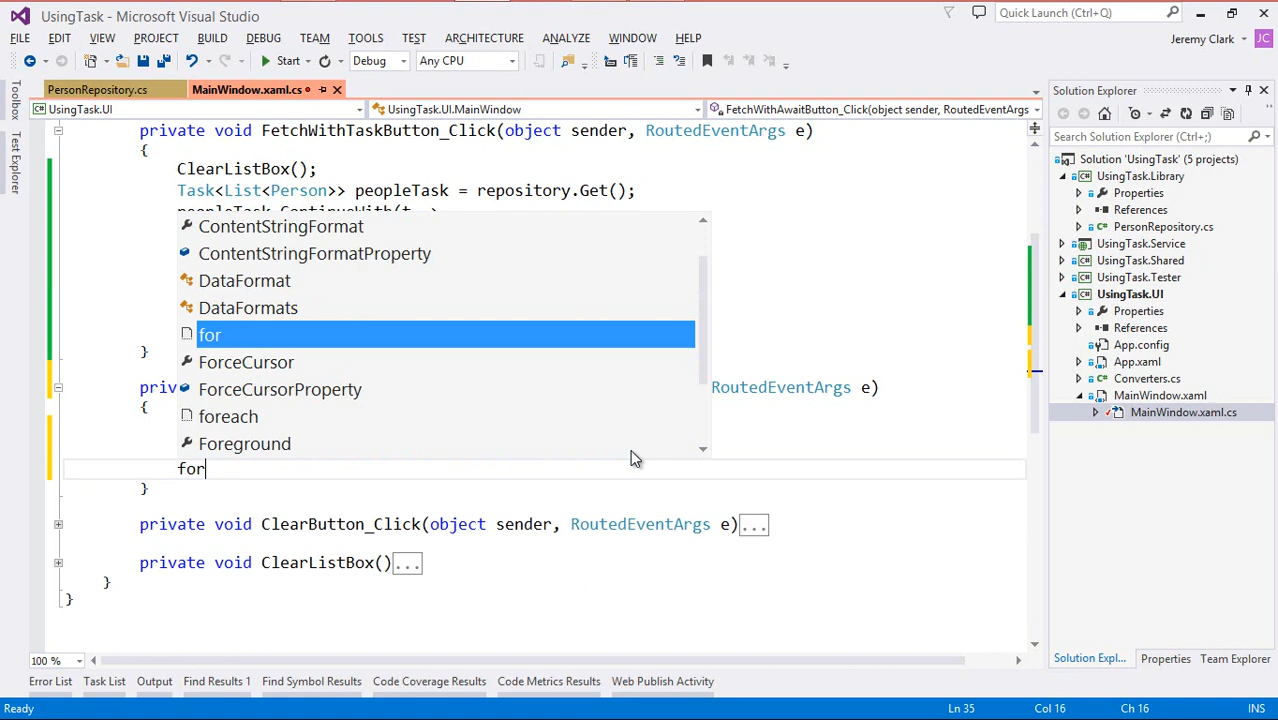 UsingTask - Microsoft Visual Studio
Quick Launch (Ctrl+Q)
FILE EDIT VIEW PROJECT BUILD DEBUG TEAM TOOLS TEST ARCHITECTURE ANALYZE WINDOW HELP
Jeremy Clark
JC
Start Debug Any CPU
Toolbox
Test Explorer
PersonRepository.cs
MainWindow.xaml.cs
UsingTask.UI
UsingTask.UI.MainWindow
FetchWithAwaitButton_Click(object sender, RoutedEventArgs
private void FetchWithTaskButton_Click(object sender, RoutedEventArgs e)
{
ClearListBox();
Task<List<Person>> peopleTask = repository.Get();
ContentStringFormat
ContentStringFormatProperty
DataFormat
DataFormats
for
ForceCursor
ForceCursorProperty
foreach
Foreground
}
priv RoutedEventArgs e)
{
for
}
private void ClearButton_Click(object sender, RoutedEventArgs e)...
private void ClearListBox()...
}
}
100 %
Solution Explorer
Search Solution Explorer (Ctrl+;)
Solution 'UsingTask' (5 projects)
UsingTask.Library
Properties
References
PersonRepository.cs
UsingTask.Service
UsingTask.Shared
UsingTask.Tester
UsingTask.UI
Properties
References
App.config
App.xaml
Converters.cs
MainWindow.xaml
MainWindow.xaml.cs
Solution Expl... Properties Team Explorer
Error List Task List Output Find Results 1 Find Symbol Results Code Coverage Results Code Metrics Results Web Publish Activity
Ready Ln 35 Col 16 Ch 16 INS